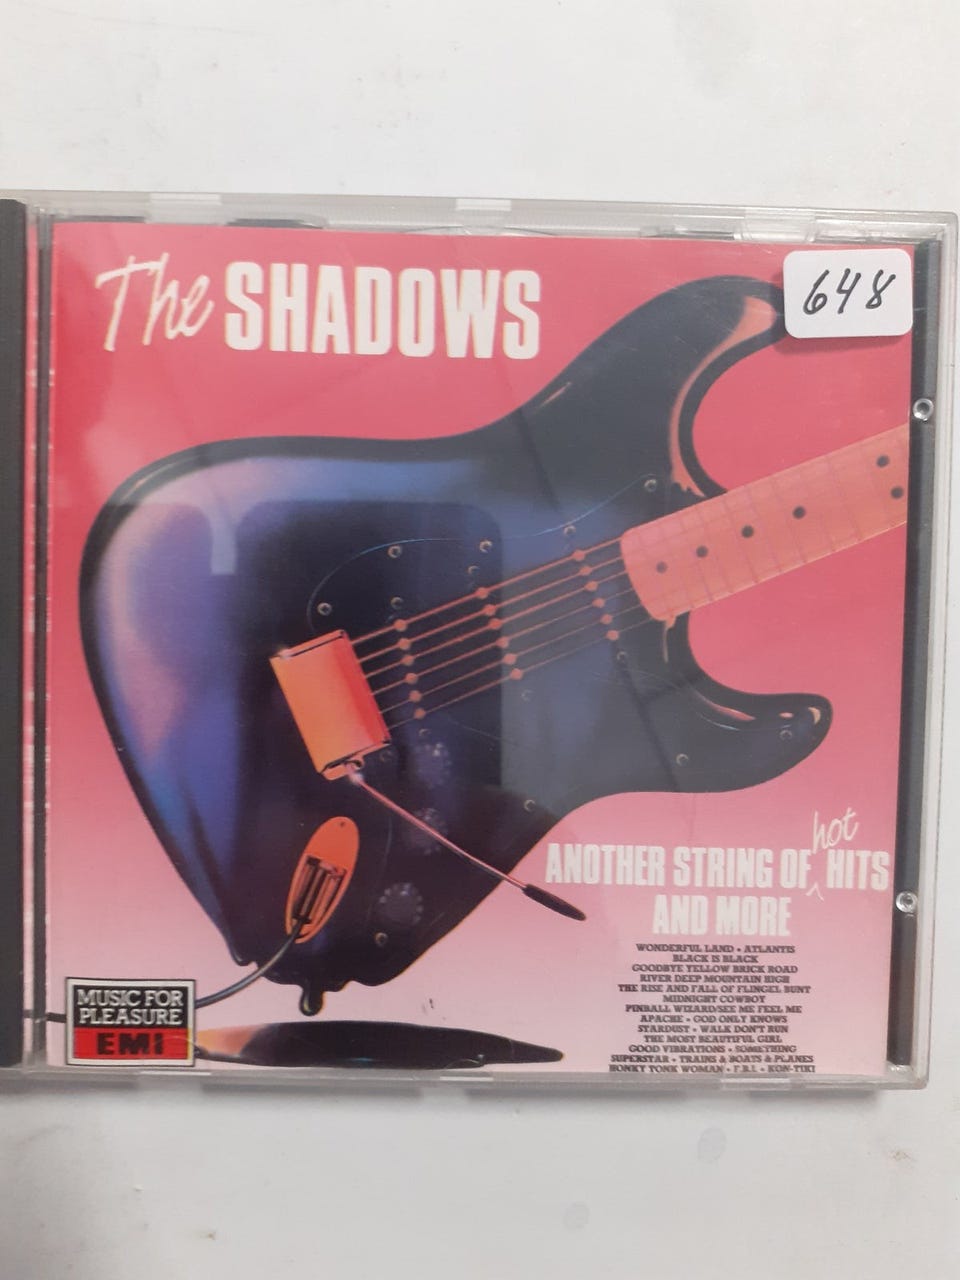 The SHADOWS
648
hot
ANOTHER STRING OF HITS
AND MORE
WONDERFUL LAND • ATLANTIS
BLACK IS BLACK
GOODBYE YELLOW BRICK ROAD
RIVER DEEP MOUNTAIN HIGH
THE RISE AND FALL OF FLINGEL BUNT
MIDNIGHT COWBOY
PINBALL WIZARD/SEE ME FEEL ME
APACHE • GOD ONLY KNOWS
STARDUST • WALK DON'T RUN
THE MOST BEAUTIFUL GIRL
GOOD VIBRATIONS • SOMETHING
SUPERSTAR • TRAINS & BOATS & PLANES
HONKY TONK WOMAN • F.B.I. • KON-TIKI
MUSIC FOR
PLEASURE
EMI